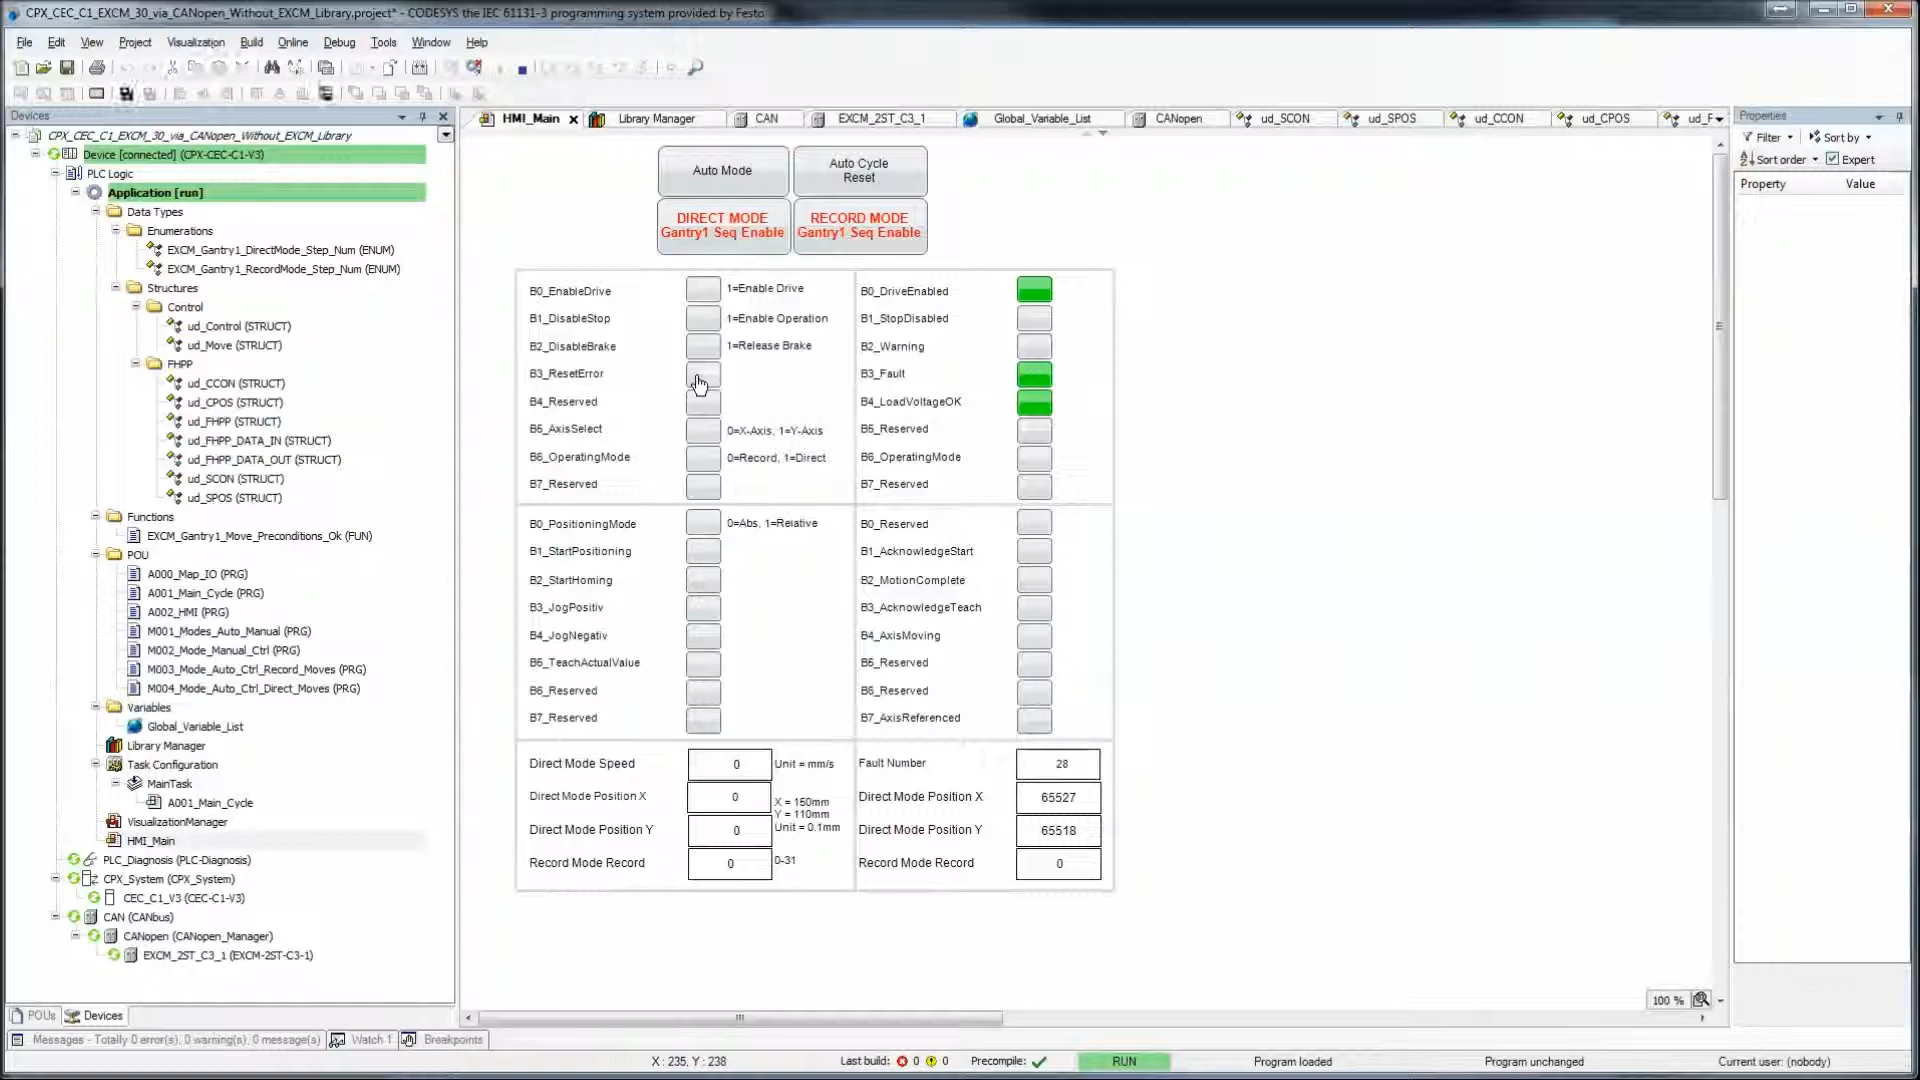 CPX_CEC_C1_EXCM_30_via_CANopen_Without_EXCM_Library.project* - CODESYS the IEC 61131-3 programming system provided by Festo
File Edit View Project Visualization Build Online Debug Tools Window Help
Devices
CPX_CEC_C1_EXCM_30_via_CANopen_Without_EXCM_Library
Device [connected] (CPX-CEC-C1-V3)
PLC Logic
Application [run]
Data Types
Enumerations
EXCM_Gantry1_DirectMode_Step_Num (ENUM)
EXCM_Gantry1_RecordMode_Step_Num (ENUM)
Structures
Control
ud_Control (STRUCT)
ud_Move (STRUCT)
FHPP
ud_CCON (STRUCT)
ud_CPOS (STRUCT)
ud_FHPP (STRUCT)
ud_FHPP_DATA_IN (STRUCT)
ud_FHPP_DATA_OUT (STRUCT)
ud_SCON (STRUCT)
ud_SPOS (STRUCT)
Functions
EXCM_Gantry1_Move_Preconditions_Ok (FUN)
POU
A000_Map_IO (PRG)
A001_Main_Cycle (PRG)
A002_HMI (PRG)
M001_Modes_Auto_Manual (PRG)
M002_Mode_Manual_Ctrl (PRG)
M003_Mode_Auto_Ctrl_Record_Moves (PRG)
M004_Mode_Auto_Ctrl_Direct_Moves (PRG)
Variables
Global_Variable_List
Library Manager
Task Configuration
MainTask
A001_Main_Cycle
VisualizationManager
HMI_Main
PLC_Diagnosis (PLC-Diagnosis)
CPX_System (CPX_System)
CEC_C1_V3 (CEC-C1-V3)
CAN (CANbus)
CANopen (CANopen_Manager)
EXCM_2ST_C3_1 (EXCM-2ST-C3-1)
POUs Devices
HMI_Main Library Manager CAN EXCM_2ST_C3_1 Global_Variable_List CANopen ud_SCON ud_SPOS ud_CCON ud_CPOS ud_F
Auto Mode
Auto Cycle
Reset
DIRECT MODE
Gantry1 Seq Enable
RECORD MODE
Gantry1 Seq Enable
B0_EnableDrive 1=Enable Drive B0_DriveEnabled
B1_DisableStop 1=Enable Operation B1_StopDisabled
B2_DisableBrake 1=Release Brake B2_Warning
B3_ResetError B3_Fault
B4_Reserved B4_LoadVoltageOK
B5_AxisSelect 0=X-Axis, 1=Y-Axis B5_Reserved
B6_OperatingMode 0=Record, 1=Direct B6_OperatingMode
B7_Reserved B7_Reserved
B0_PositioningMode 0=Abs, 1=Relative B0_Reserved
B1_StartPositioning B1_AcknowledgeStart
B2_StartHoming B2_MotionComplete
B3_JogPositiv B3_AcknowledgeTeach
B4_JogNegativ B4_AxisMoving
B5_TeachActualValue B5_Reserved
B6_Reserved B6_Reserved
B7_Reserved B7_AxisReferenced
Direct Mode Speed 0 Unit = mm/s Fault Number 28
Direct Mode Position X 0 X = 150mm Direct Mode Position X 65527
Y = 110mm
Direct Mode Position Y 0 Unit = 0.1mm Direct Mode Position Y 65518
Record Mode Record 0 0-31 Record Mode Record 0
Properties
Filter Sort by
Sort order Expert
Property Value
100 %
Messages - Totally 0 error(s), 0 warning(s), 0 message(s) Watch 1 Breakpoints
X : 235, Y : 238 Last build: 0 0 Precompile: RUN Program loaded Program unchanged Current user: (nobody)